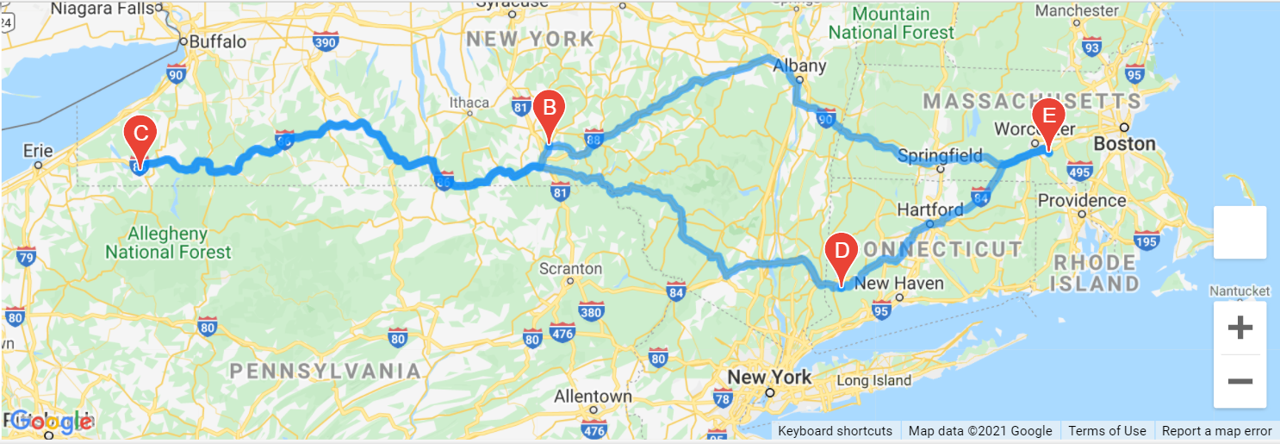 Niagara Falls
Syracuse
Mountain
National Forest
Manchester
24
Buffalo
390
NEW YORK
93
90
Albany
95
Ithaca
81
B
MASSACHUSETTS
C
88
90
E
Worcester
Boston
Erie
Springfield
495
81
84
Providence
Allegheny
National Forest
Hartford
D
CONNECTICUT
195
79
Scranton
RHODE
ISLAND
84
New Haven
Nantucket
80
380
95
80
80
80
476
+
80
PENNSYLVANIA
New York
Long Island
−
Allentown
78
Google
476
95
Keyboard shortcuts
Map data ©2021 Google
Terms of Use
Report a map error